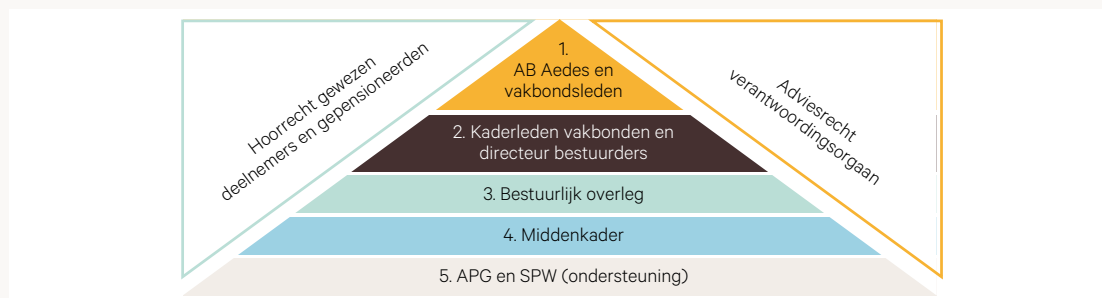 Hoorrecht gewezen
deelnemers en gepensioneerden
1.
AB Aedes en
vakbondsleden
Adviesrecht
verantwoordingsorgaan
2. Kaderleden vakbonden en
directeur bestuurders
3. Bestuurlijk overleg
4. Middenkader
5. APG en SPW (ondersteuning)